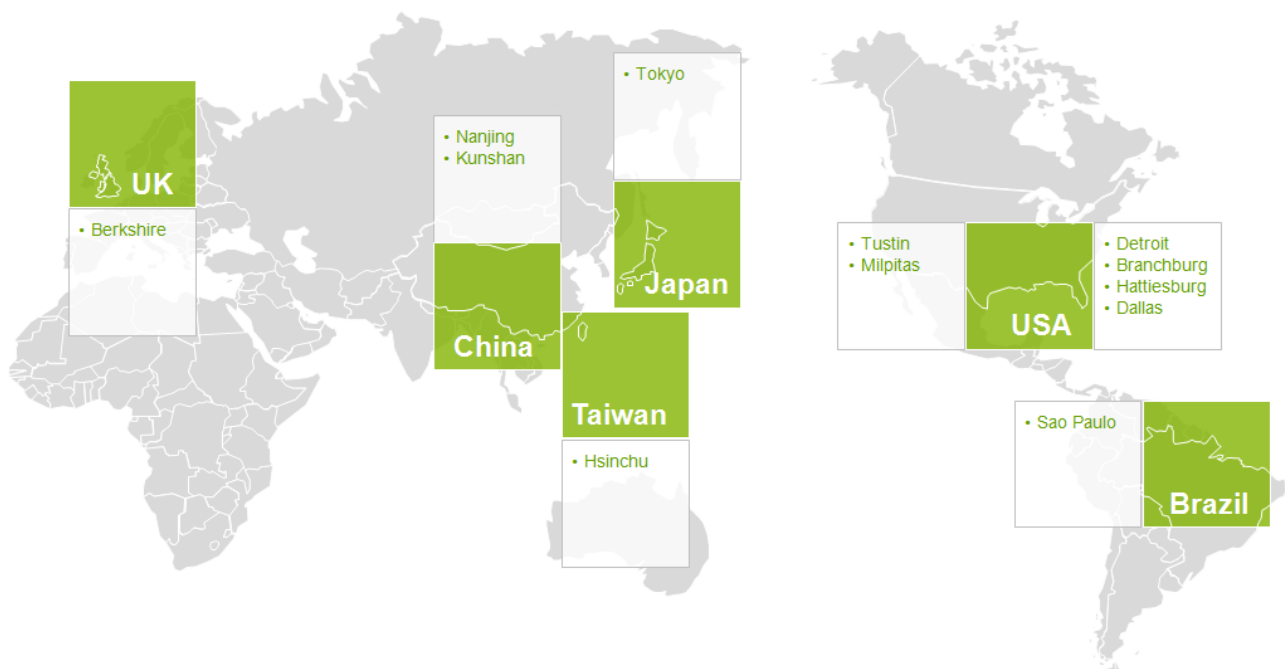 • Tokyo
• Nanjing
• Kunshan
UK
• Berkshire
Japan
China
• Tustin
• Milpitas
USA
• Detroit
• Branchburg
• Hattiesburg
• Dallas
Taiwan
• Hsinchu
• Sao Paulo
Brazil